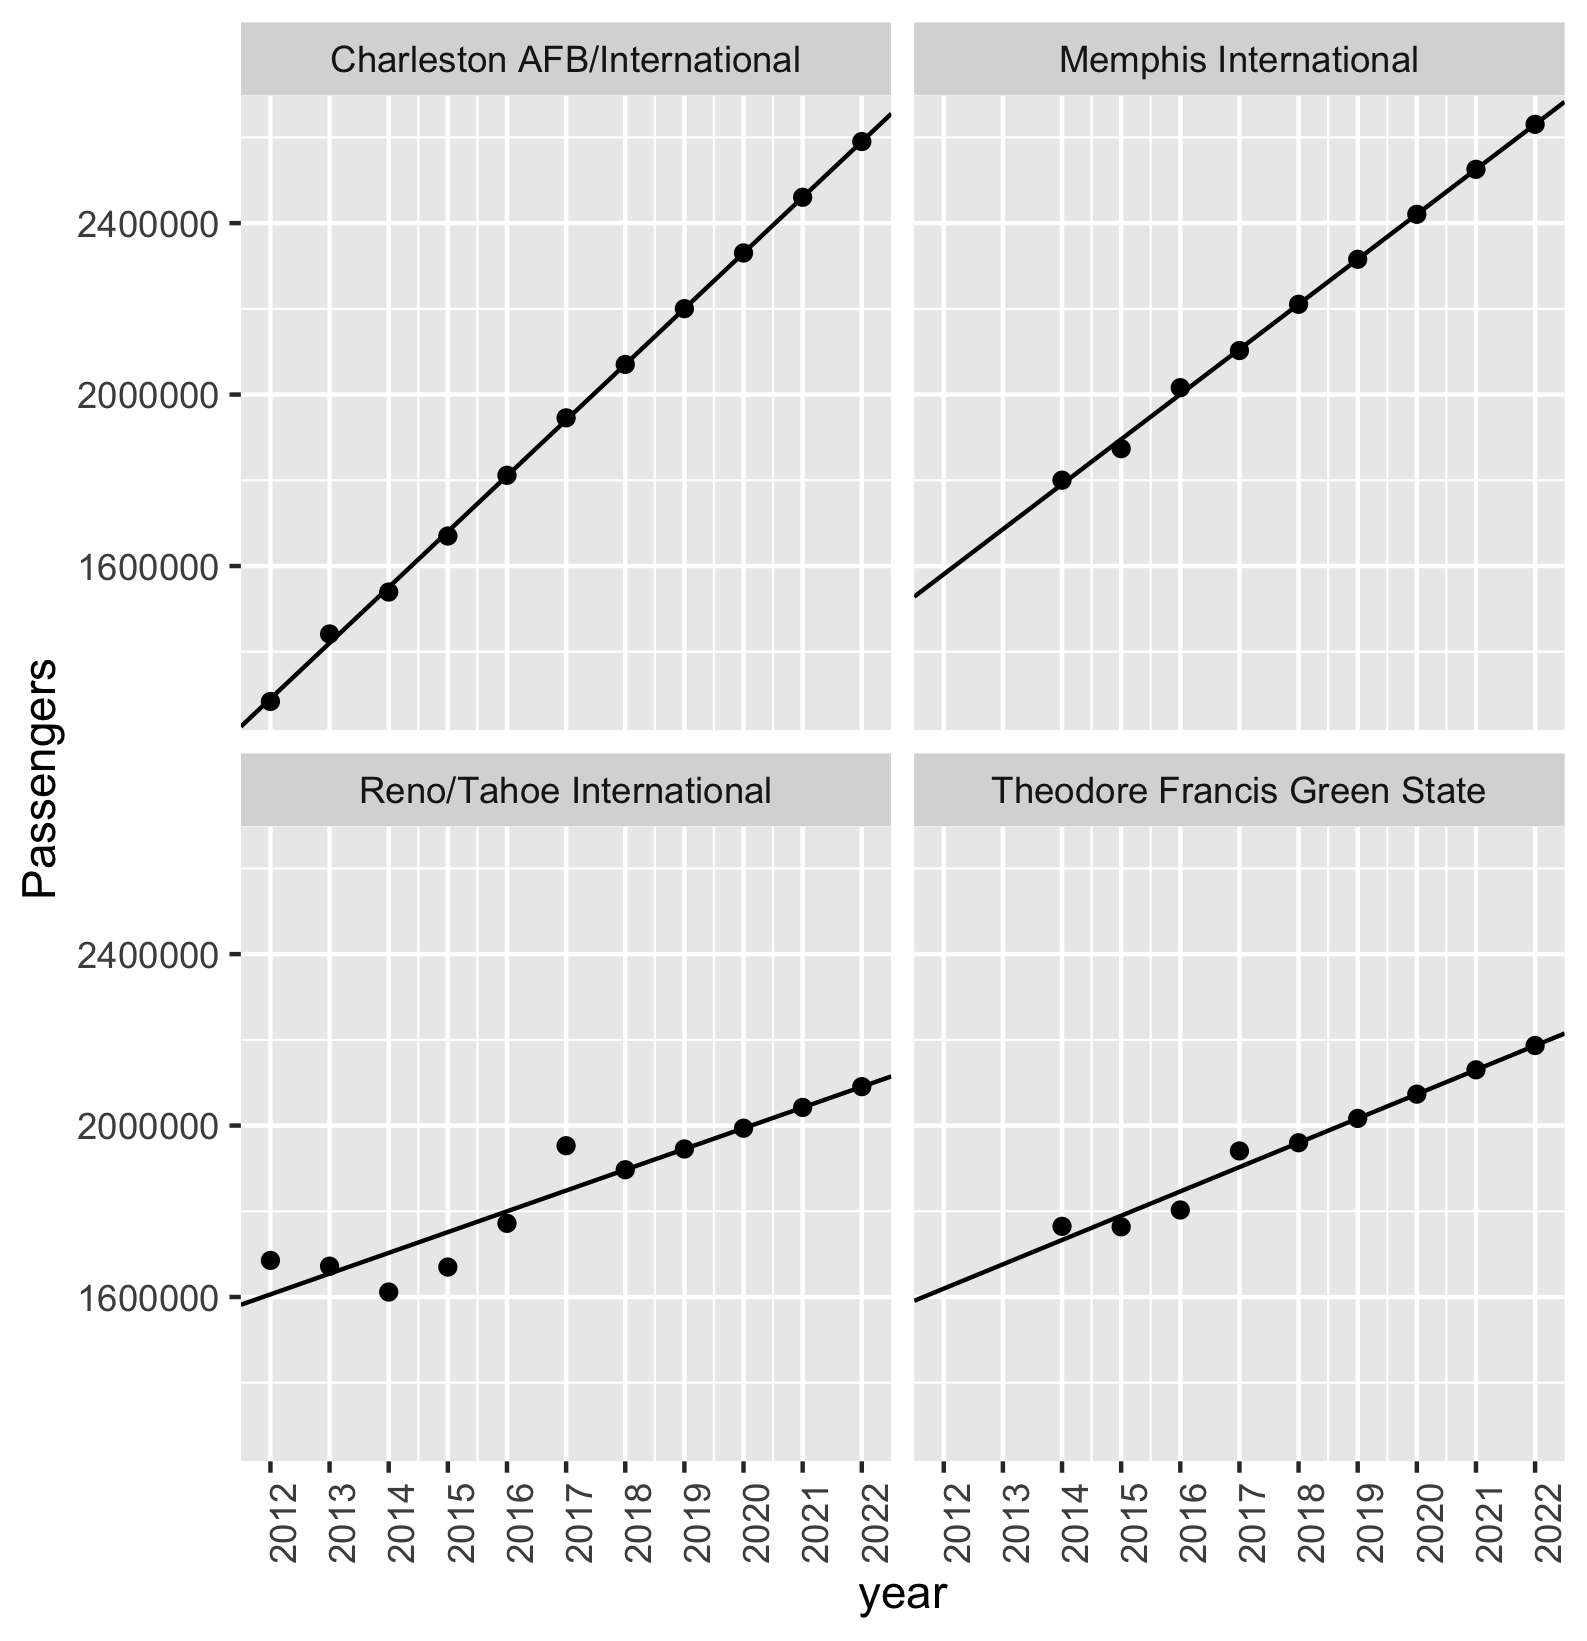 Charleston AFB/International
Memphis International
2400000
2000000
1600000
Reno/Tahoe International
Theodore Francis Green State
2400000
2000000
1600000
Passengers
2012 2013 2014 2015 2016 2017 2018 2019 2020 2021 2022
2012 2013 2014 2015 2016 2017 2018 2019 2020 2021 2022
year